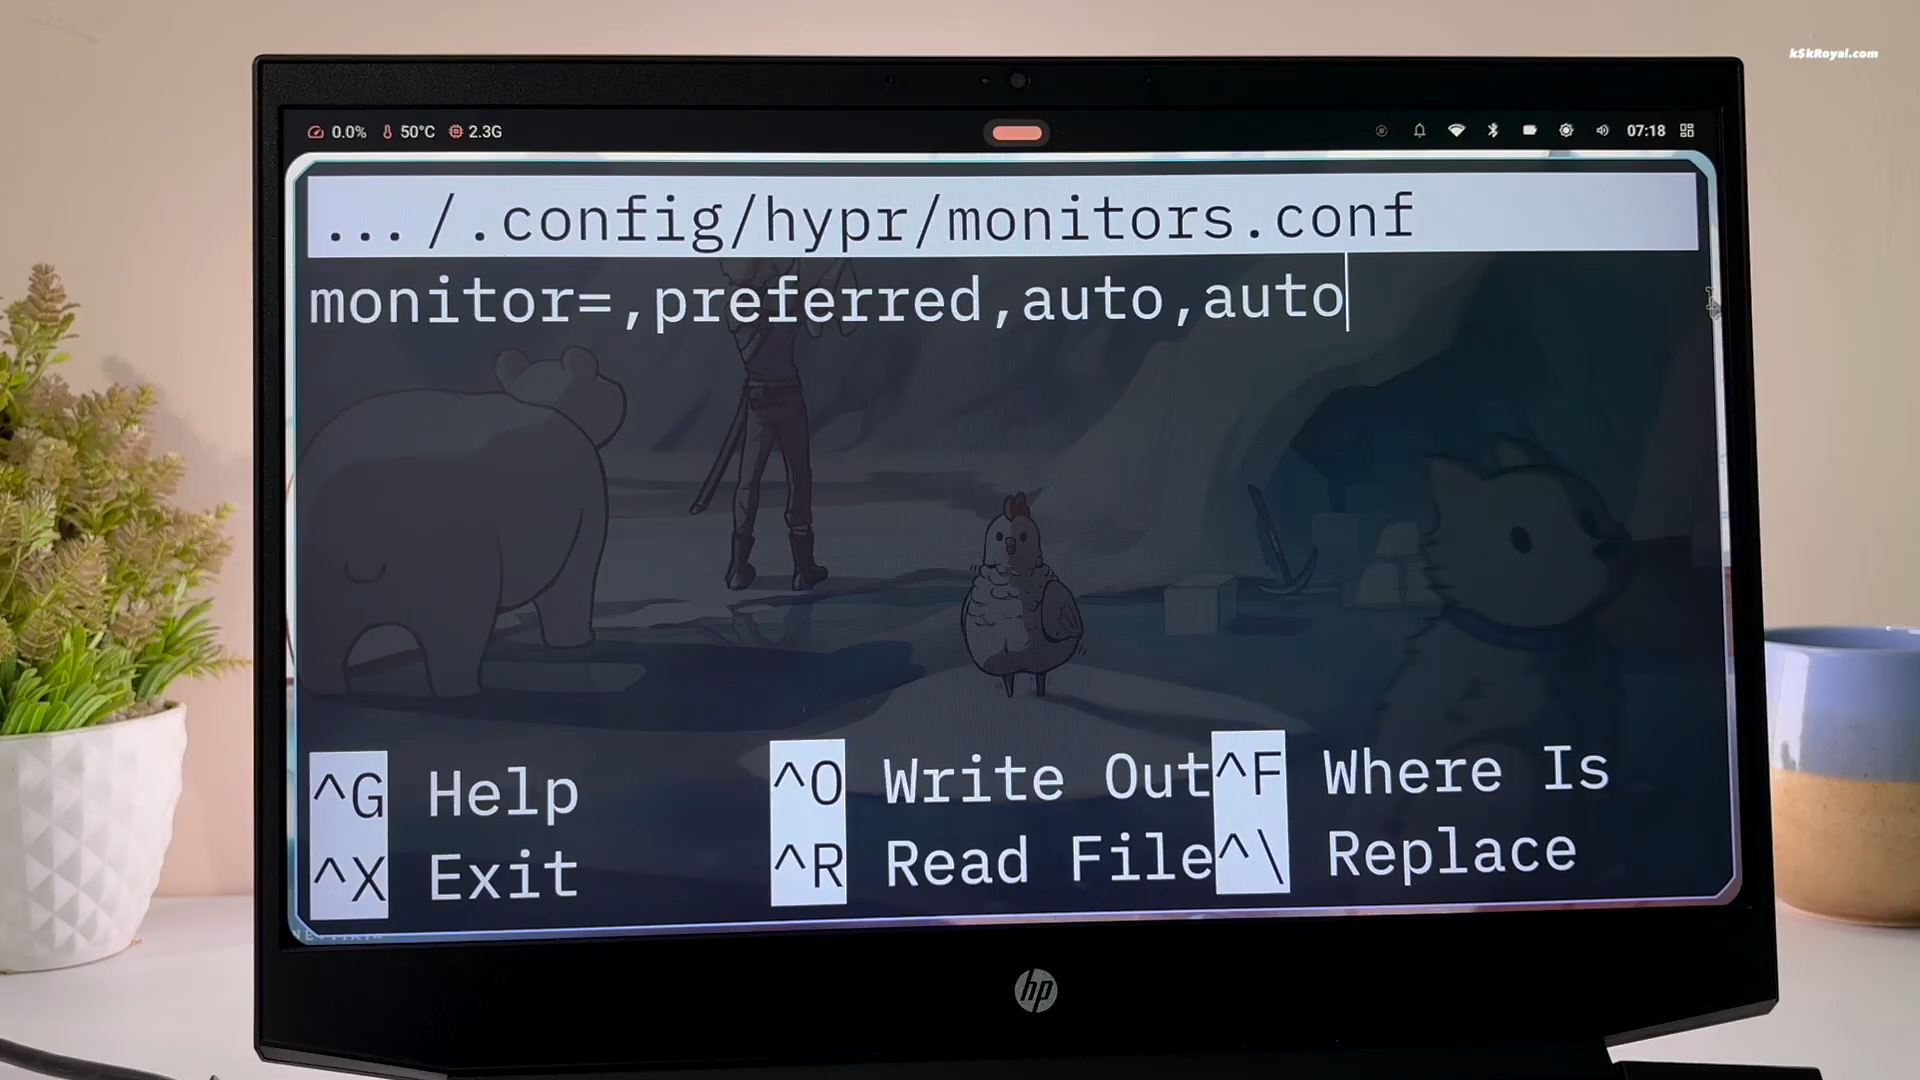 kskRoyal.com
0.0% 50°C 2.3G 07:18
.../.config/hypr/monitors.conf
monitor=,preferred,auto,auto
^G Help ^O Write Out ^F Where Is
^X Exit ^R Read File ^\ Replace
hp